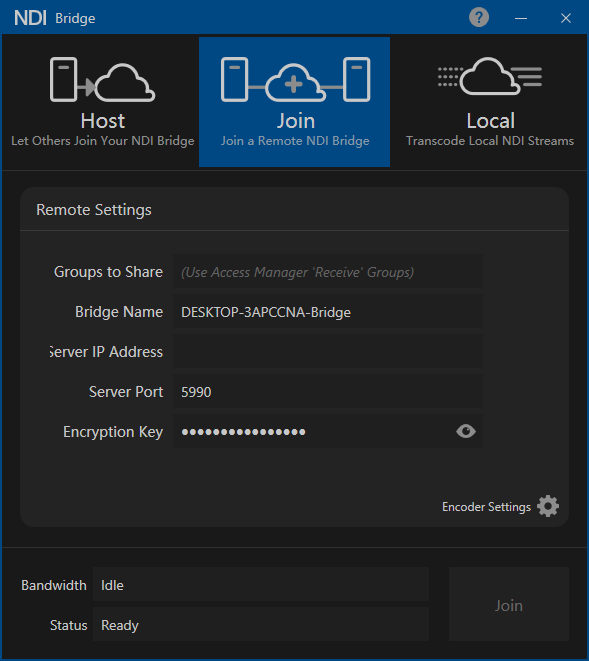 NDI Bridge
?
Host
Let Others Join Your NDI Bridge
Join
Join a Remote NDI Bridge
Local
Transcode Local NDI Streams
Remote Settings
Groups to Share (Use Access Manager 'Receive' Groups)
Bridge Name DESKTOP-3APCCNA-Bridge
Server IP Address
Server Port 5990
Encryption Key ●●●●●●●●●●●●●●●●
Encoder Settings
Bandwidth Idle
Join
Status Ready